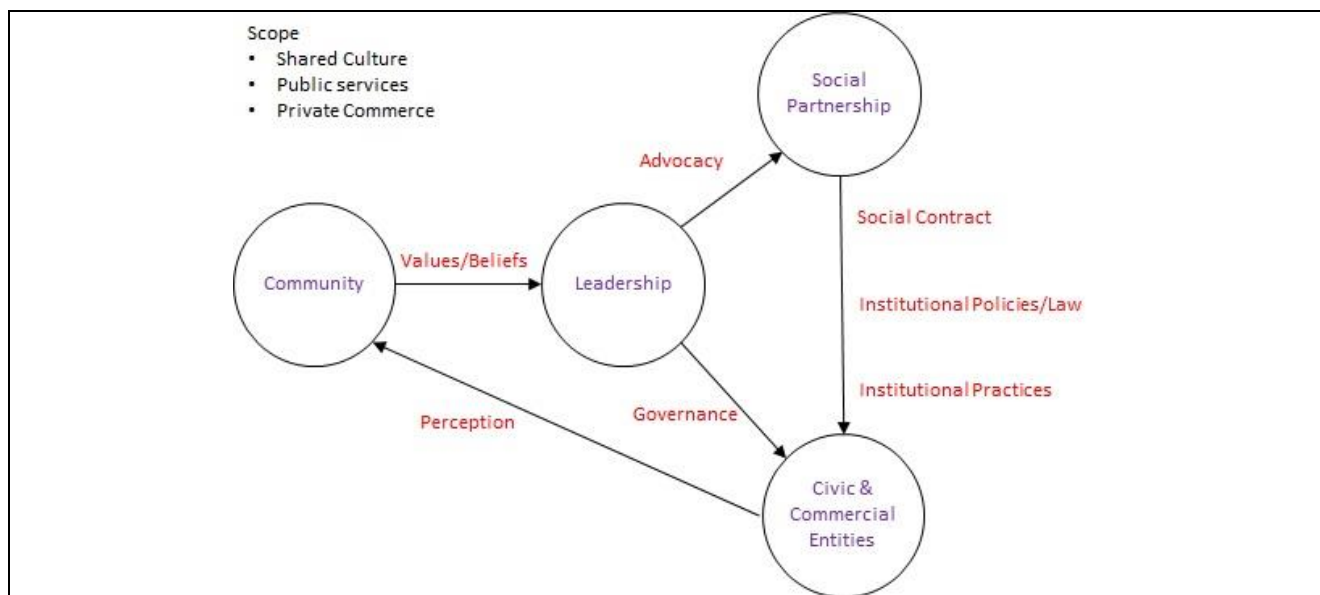 Scope
• Shared Culture
• Public services
• Private Commerce
Social
Partnership
Advocacy
Social Contract
Values/Beliefs
Community
Leadership
Institutional Policies/Law
Institutional Practices
Governance
Perception
Civic &
Commercial
Entities